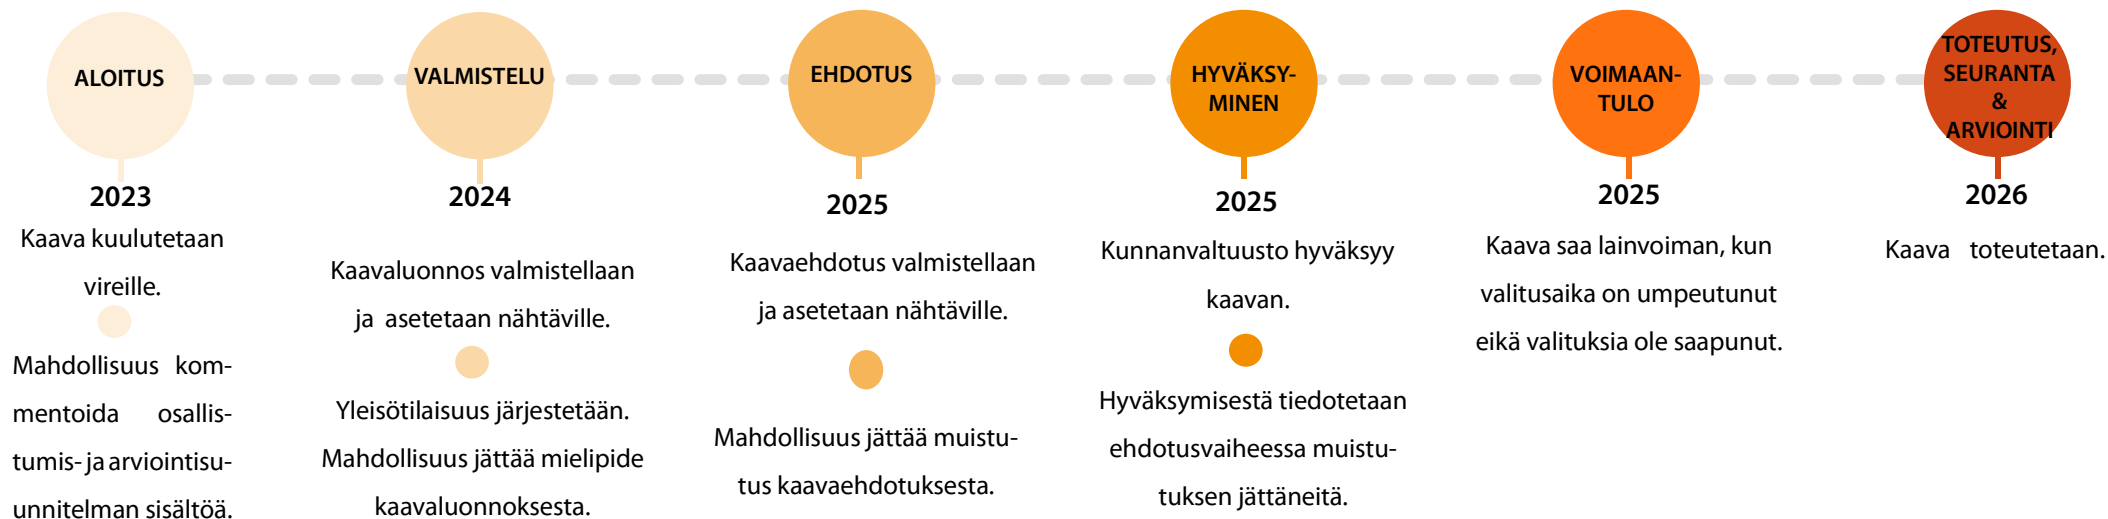 ALOITUS
2023
Kaava kuulutetaan
vireille.
Mahdollisuus kom-
mentoida osallis-
tumis- ja arviointisu-
unnitelman sisältöä.
VALMISTELU
2024
Kaavaluonnos valmistellaan
ja asetetaan nähtäville.
Yleisötilaisuus järjestetään.
Mahdollisuus jättää mielipide
kaavaluonnoksesta.
EHDOTUS
2025
Kaavaehdotus valmistellaan
ja asetetaan nähtäville.
Mahdollisuus jättää muistu-
tus kaavaehdotuksesta.
HYVÄKSY-
MINEN
2025
Kunnanvaltuusto hyväksyy
kaavan.
Hyväksymisestä tiedotetaan
ehdotusvaiheessa muistu-
tuksen jättäneitä.
VOIMAAN-
TULO
2025
Kaava saa lainvoiman, kun
valitusaika on umpeutunut
eikä valituksia ole saapunut.
TOTEUTUS,
SEURANTA
&
ARVIOINTI
2026
Kaava toteutetaan.